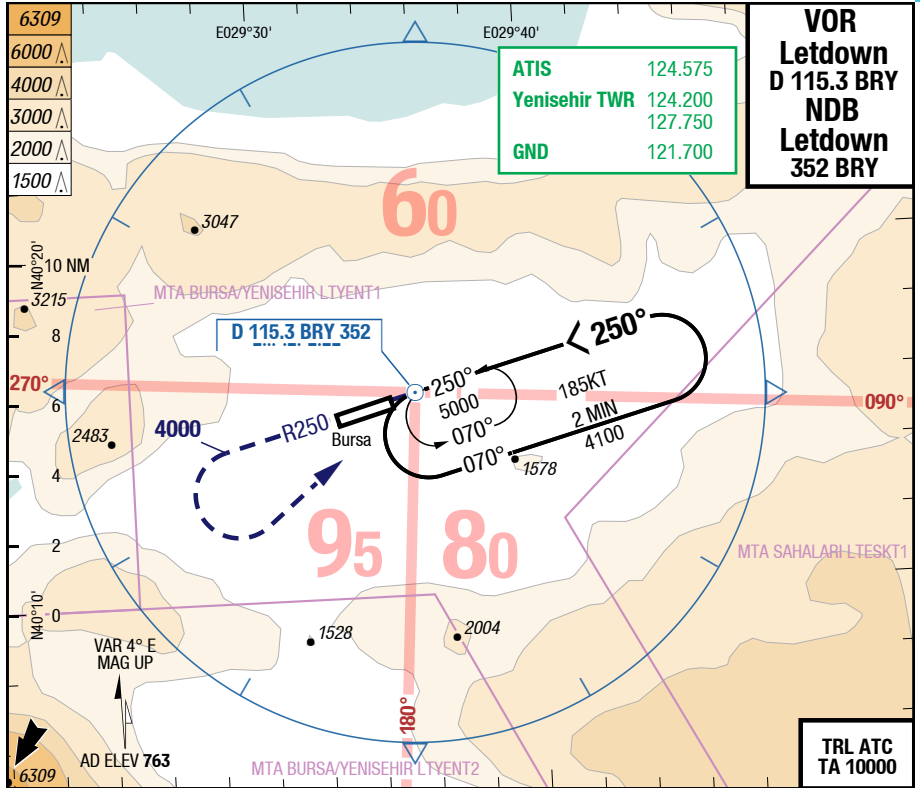 6309
6000
4000
3000
2000
1500
E029°30'
E029°40'
ATIS 124.575
Yenisehir TWR 124.200
127.750
GND 121.700
VOR
Letdown
D 115.3 BRY
NDB
Letdown
352 BRY
60
3047
N40°20'
10 NM
MTA BURSA/YENISEHIR LTYENT1
3215
8
D 115.3 BRY 352
250°
270°
250°
185KT
090°
6
5000
2 MIN
4000
R250
070°
4100
2483
Bursa
070°
4
1578
95
80
2
MTA SAHALARI LTESKT1
N40°10'
0
1528
2004
VAR 4° E
MAG UP
180°
AD ELEV 763
MTA BURSA/YENISEHIR LTYENT2
6309
TRL ATC
TA 10000